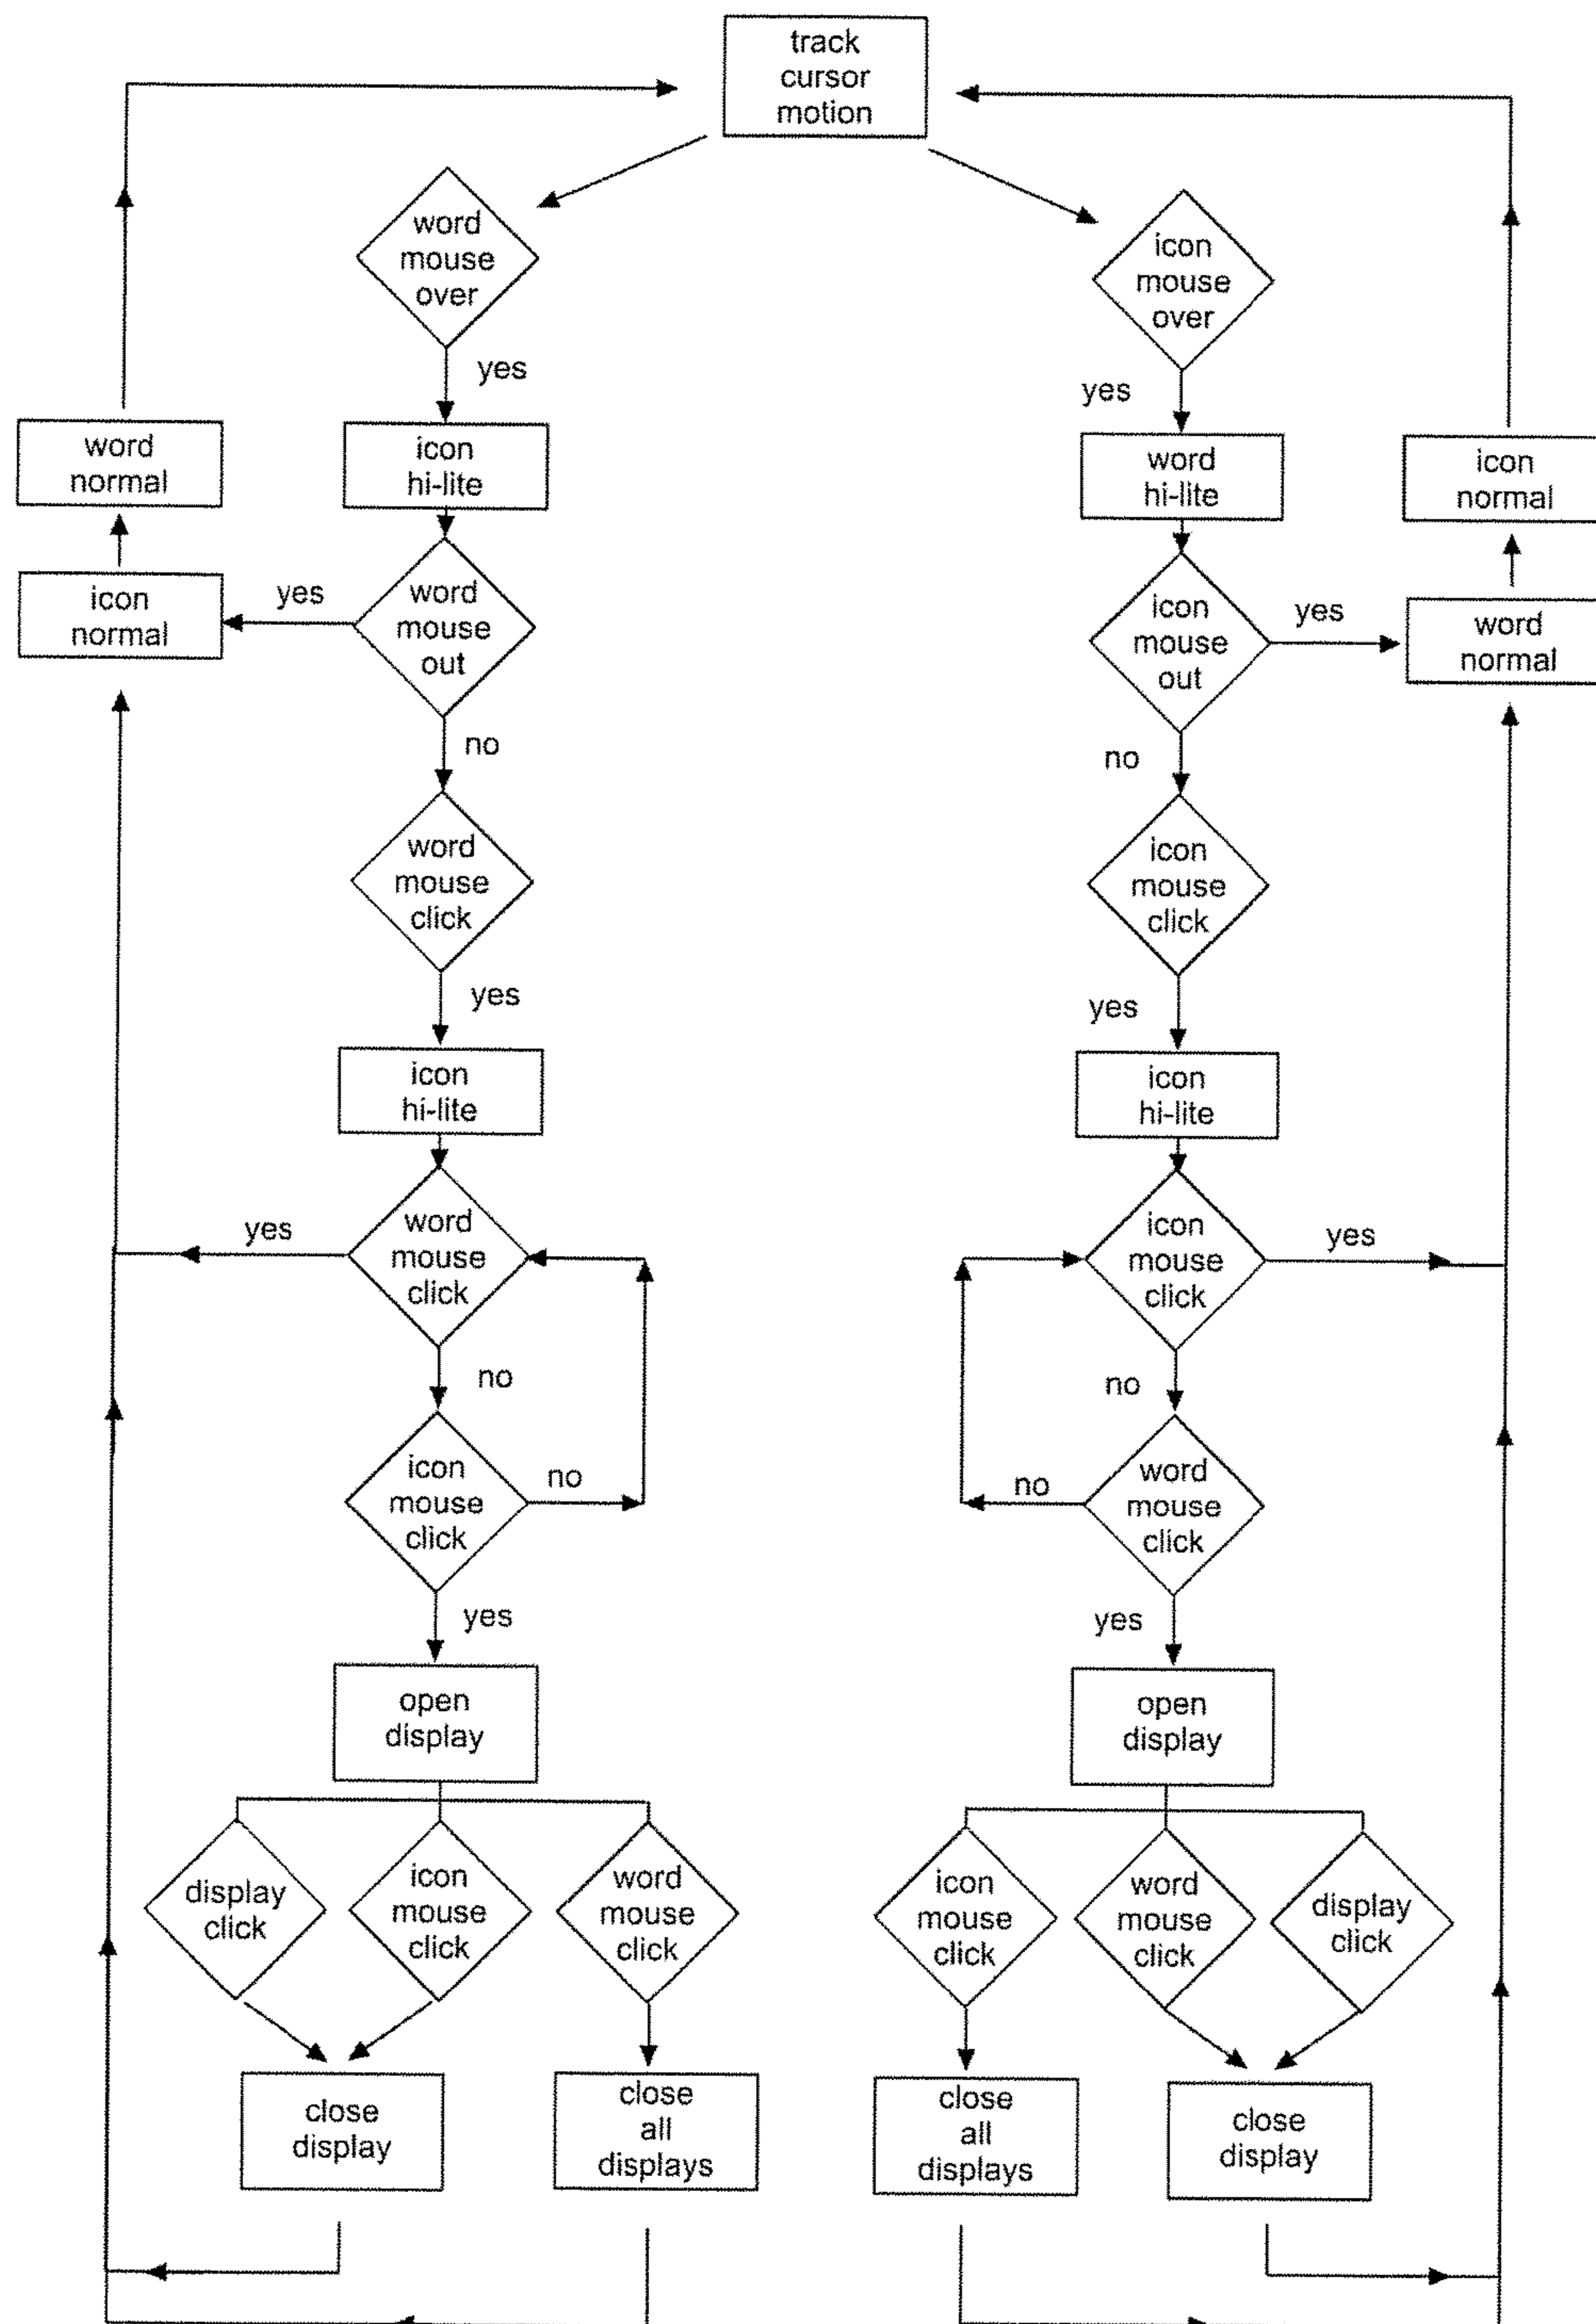 track
cursor
motion
word
mouse
over
icon
mouse
over
yes
yes
word
normal
icon
hi-lite
word
hi-lite
icon
normal
icon
normal
yes
word
mouse
out
icon
mouse
out
yes
word
normal
no
no
word
mouse
click
icon
mouse
click
yes
yes
icon
hi-lite
icon
hi-lite
yes
word
mouse
click
icon
mouse
click
yes
no
no
icon
mouse
click
no
no
word
mouse
click
yes
yes
open
display
open
display
display
click
icon
mouse
click
word
mouse
click
icon
mouse
click
word
mouse
click
display
click
close
display
close
all
displays
close
all
displays
close
display